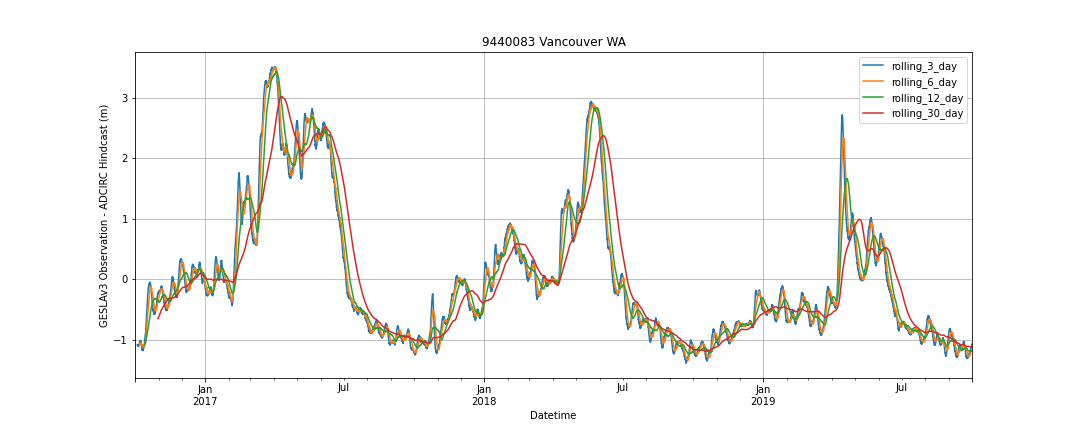 9440083 Vancouver WA
rolling_3_day
rolling_6_day
rolling_12_day
rolling_30_day
GESLAv3 Observation - ADCIRC Hindcast (m)
3
2
1
0
−1
Jan
2017
Jul
Jan
2018
Jul
Jan
2019
Jul
Datetime